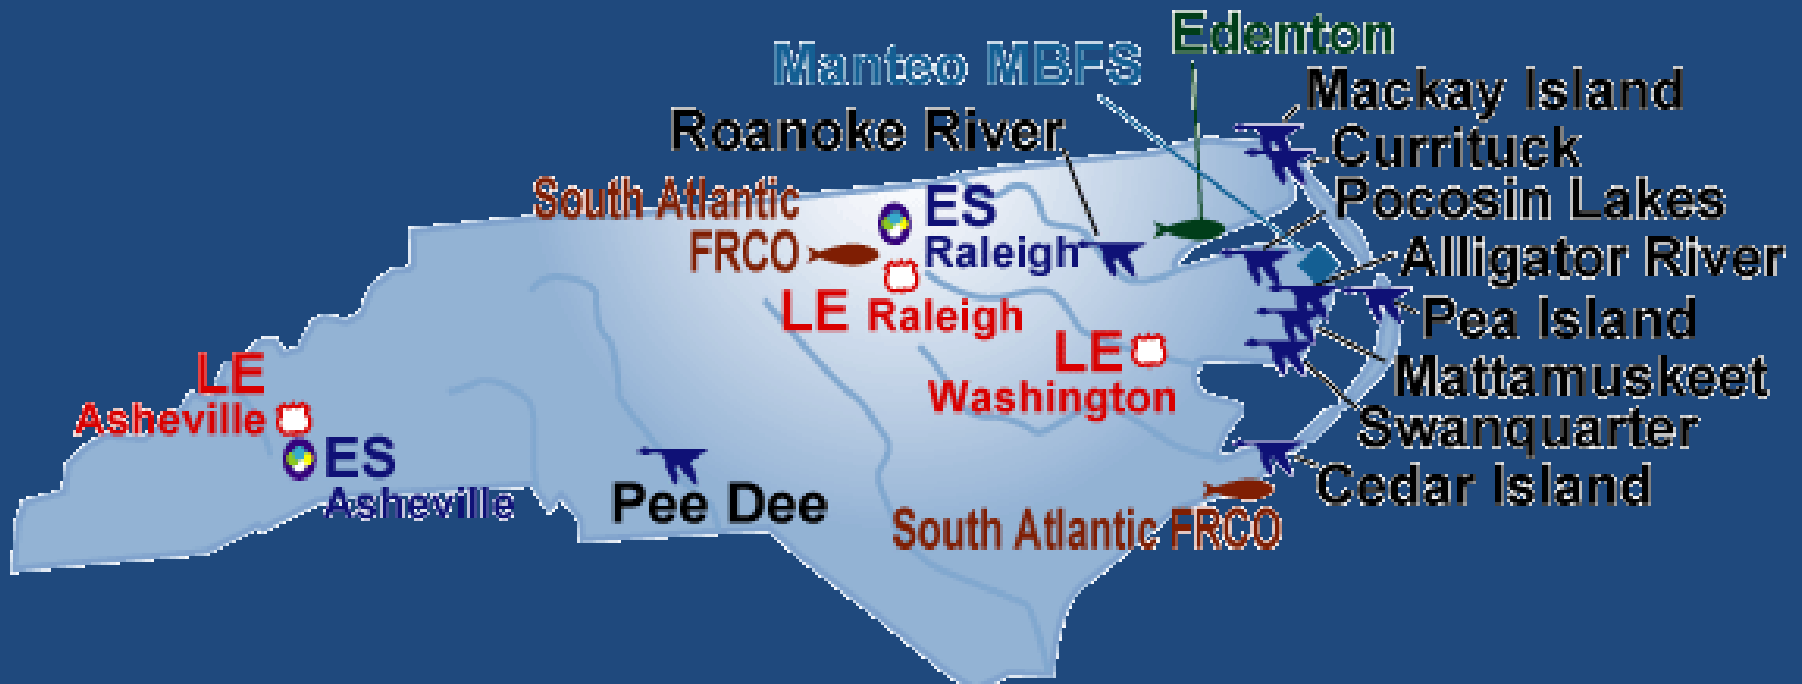 Edenton
Manteo MBFS
Mackay Island
Roanoke River
Currittuck
Pocosin Lakes
South Atlantic
FRCO
ES
Raleigh
Alligator River
LE Raleigh
Pea Island
LE
Washington
Mattamuskeet
LE
Asheville
Swanquarter
ES
Asheville
Pee Dee
Cedar Island
South Atlantic FRCO